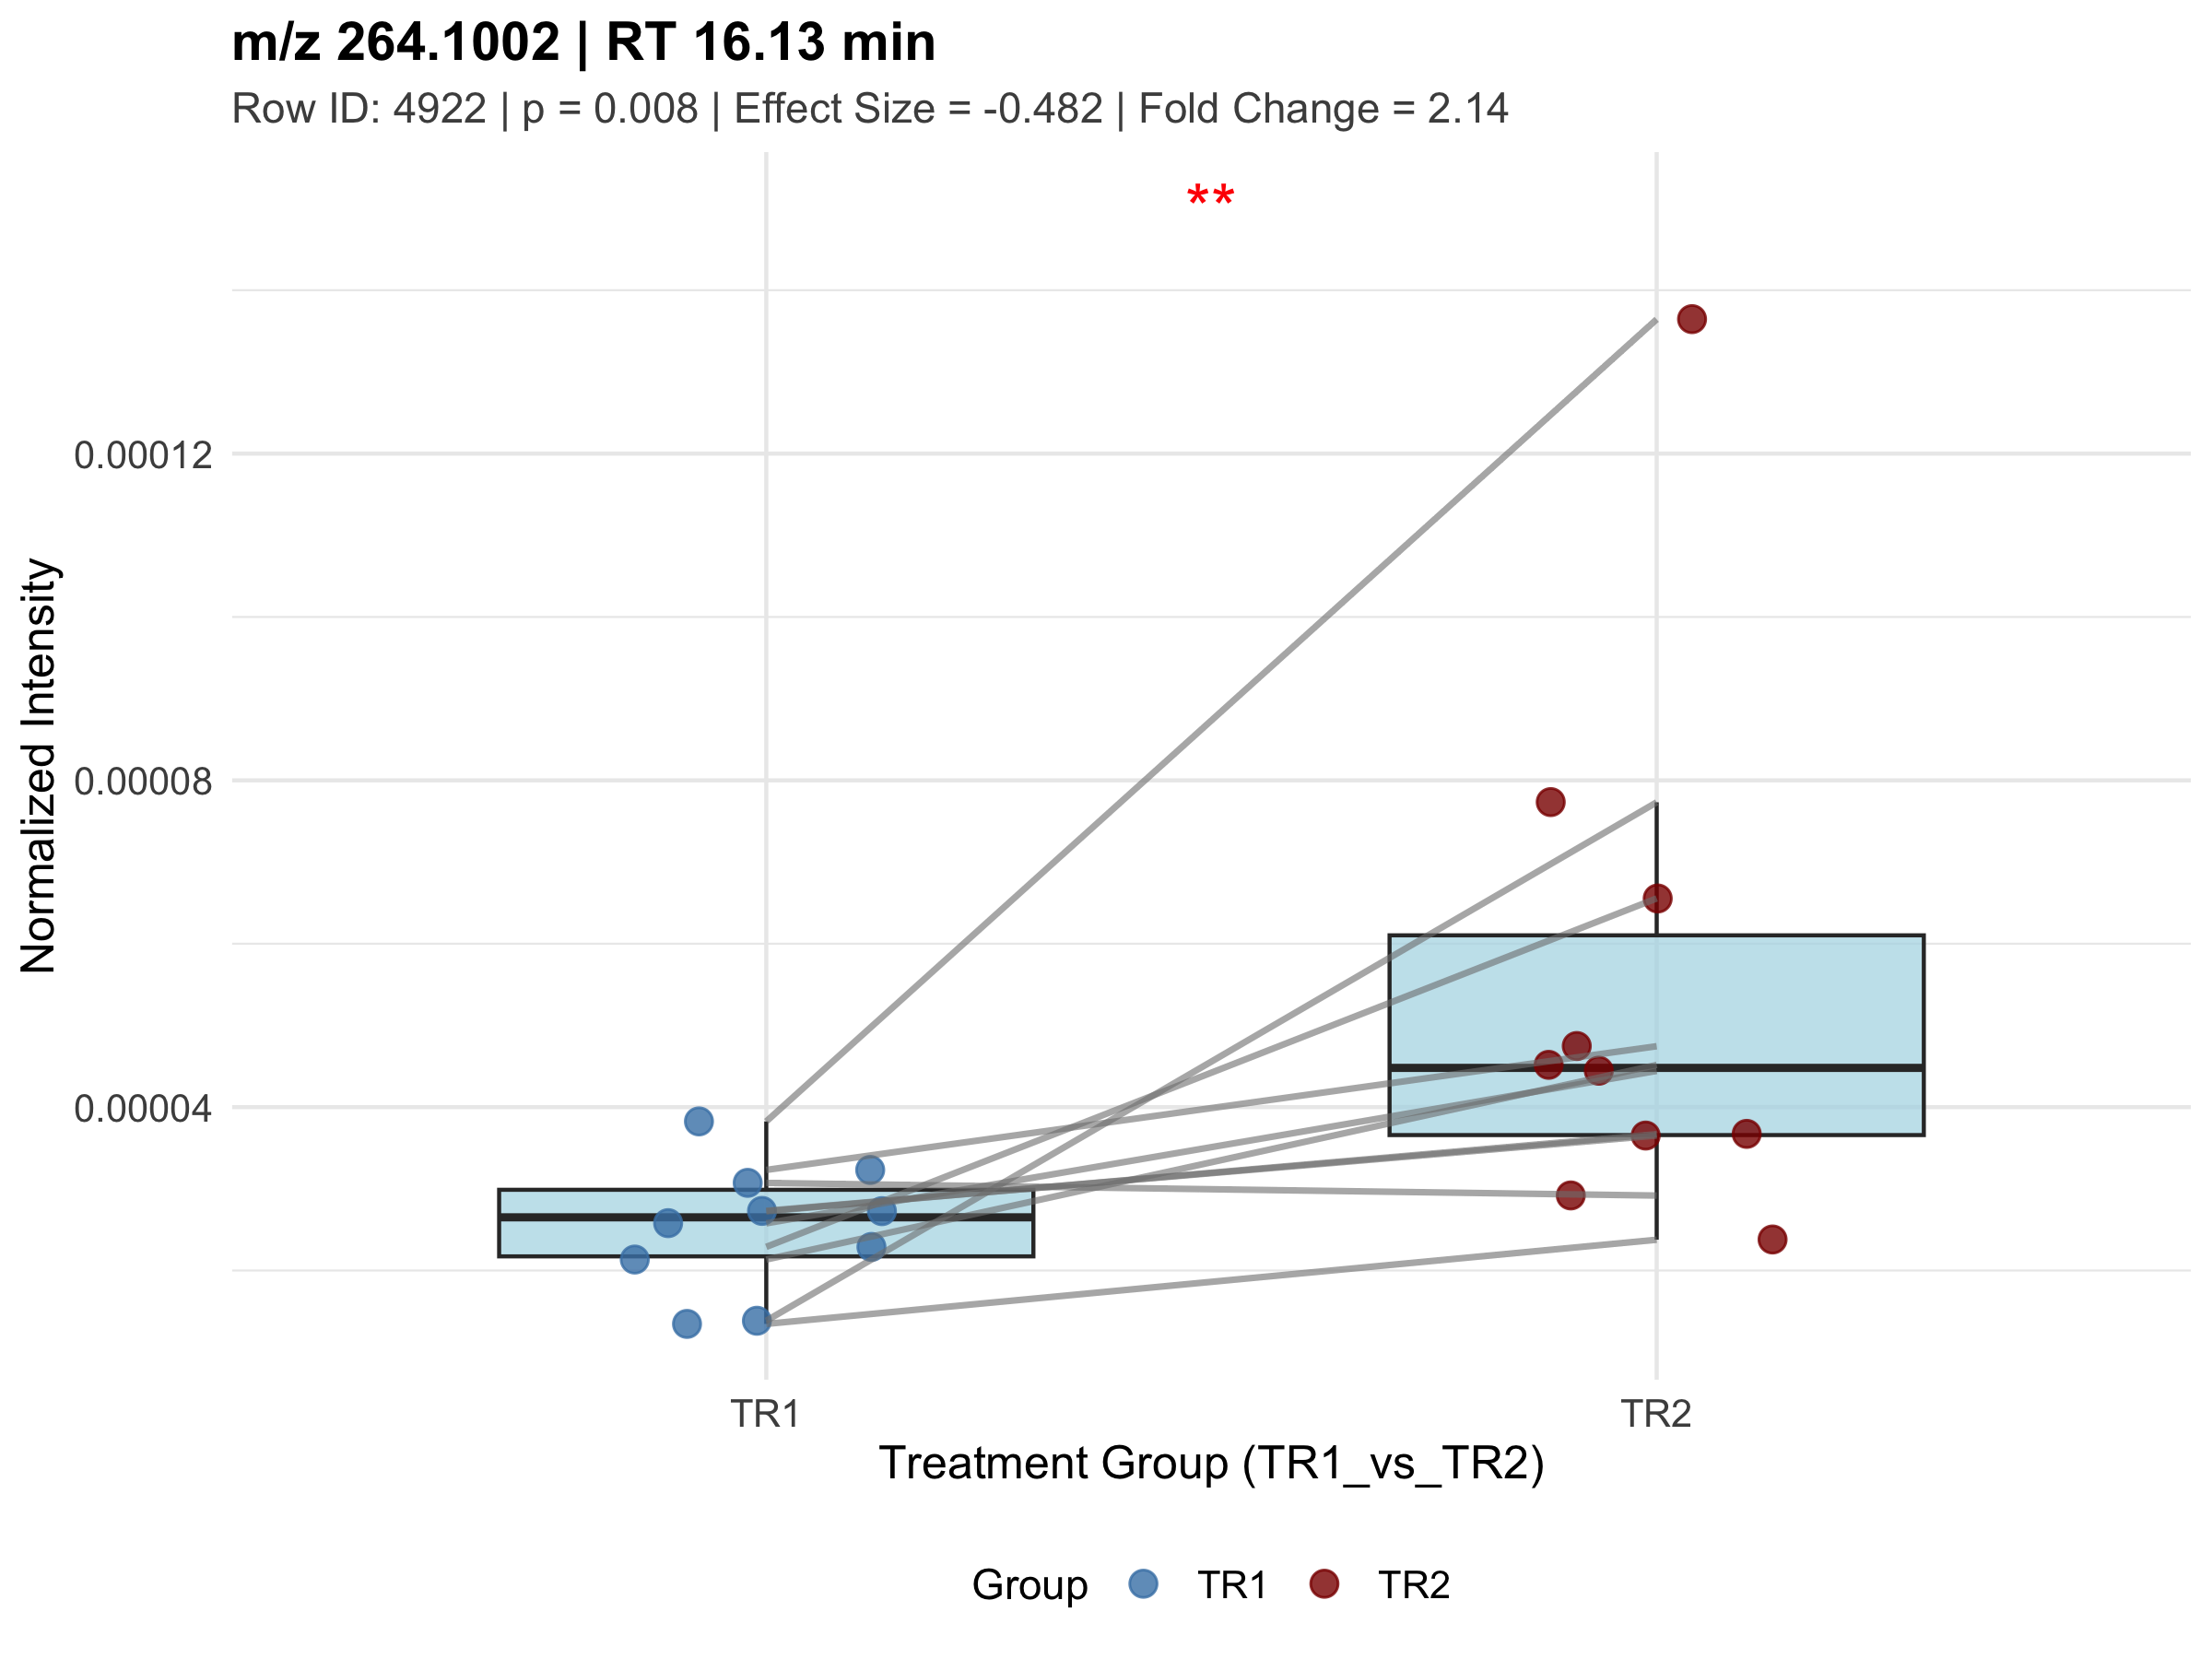 m/z 264.1002 | RT 16.13 min
Row ID: 4922 | p = 0.008 | Effect Size = -0.482 | Fold Change = 2.14
**
0.00012
0.00008
0.00004
Normalized Intensity
TR1
TR2
Treatment Group (TR1_vs_TR2)
Group TR1 TR2